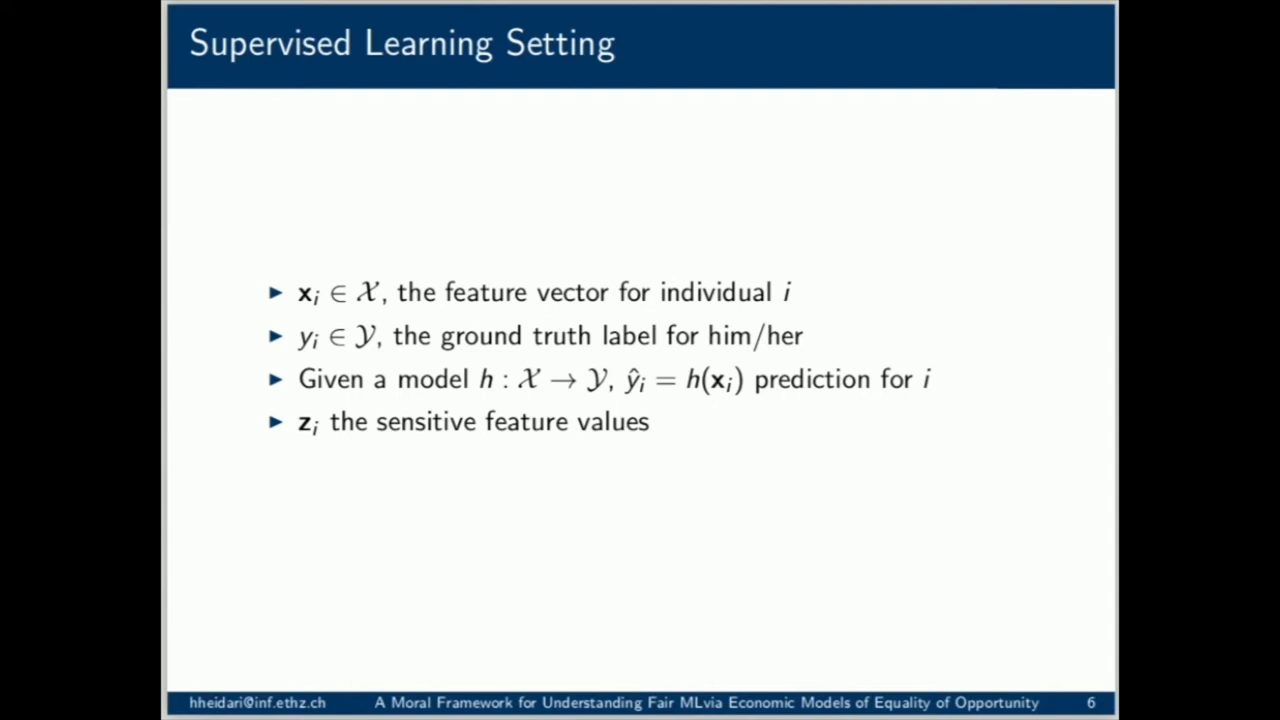 Supervised Learning Setting
▶ xᵢ ∈ 𝒳, the feature vector for individual i
▶ yᵢ ∈ 𝒴, the ground truth label for him/her
▶ Given a model h : 𝒳 → 𝒴, ŷᵢ = h(xᵢ) prediction for i
▶ zᵢ the sensitive feature values
hheidari@inf.ethz.ch A Moral Framework for Understanding Fair MLvia Economic Models of Equality of Opportunity 6